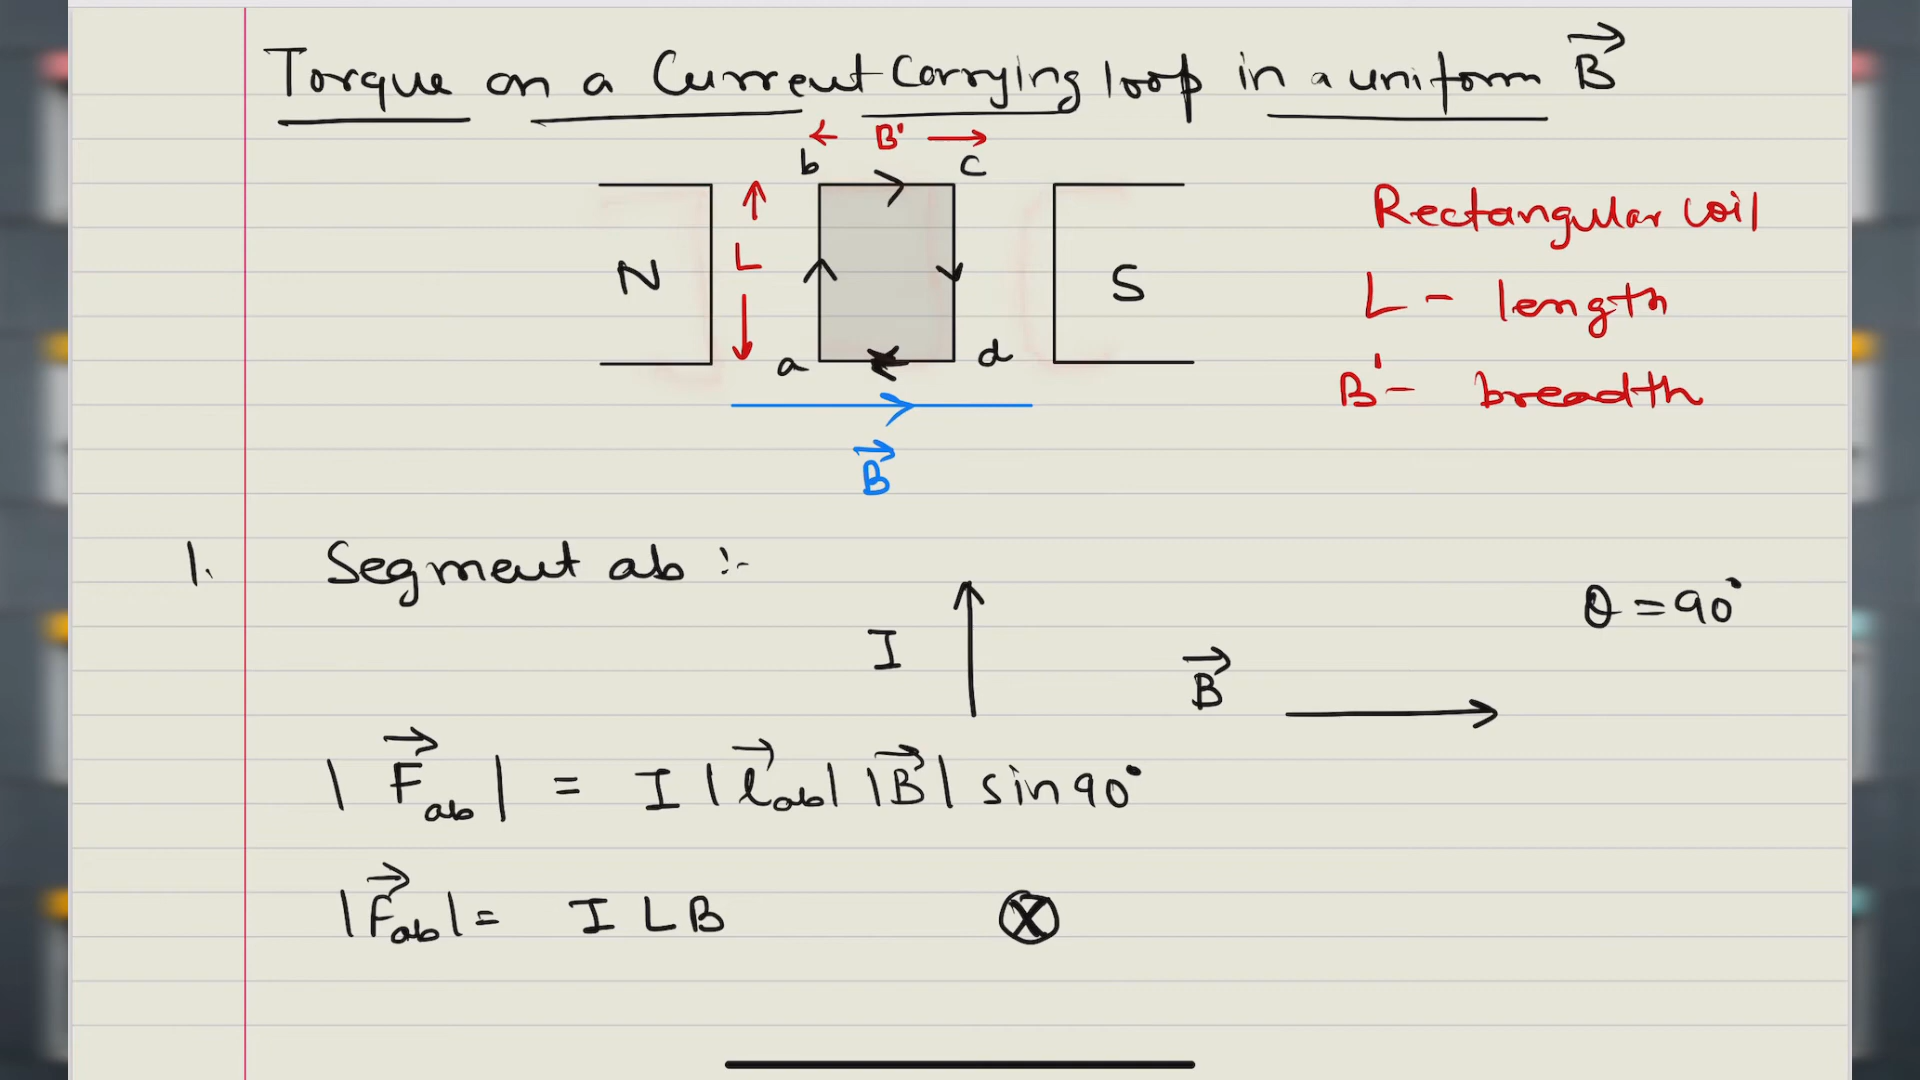 Torque on a Current Carrying loop in a uniform B⃗
← B' →
b c
↑ L ↓
N S
a d
B⃗
Rectangular coil
L - length
B' - breadth
1. Segment ab :-
I B⃗ θ = 90°
|F⃗ab| = I |l⃗ab| |B⃗| sin 90°
|F⃗ab| = I L B ⊗